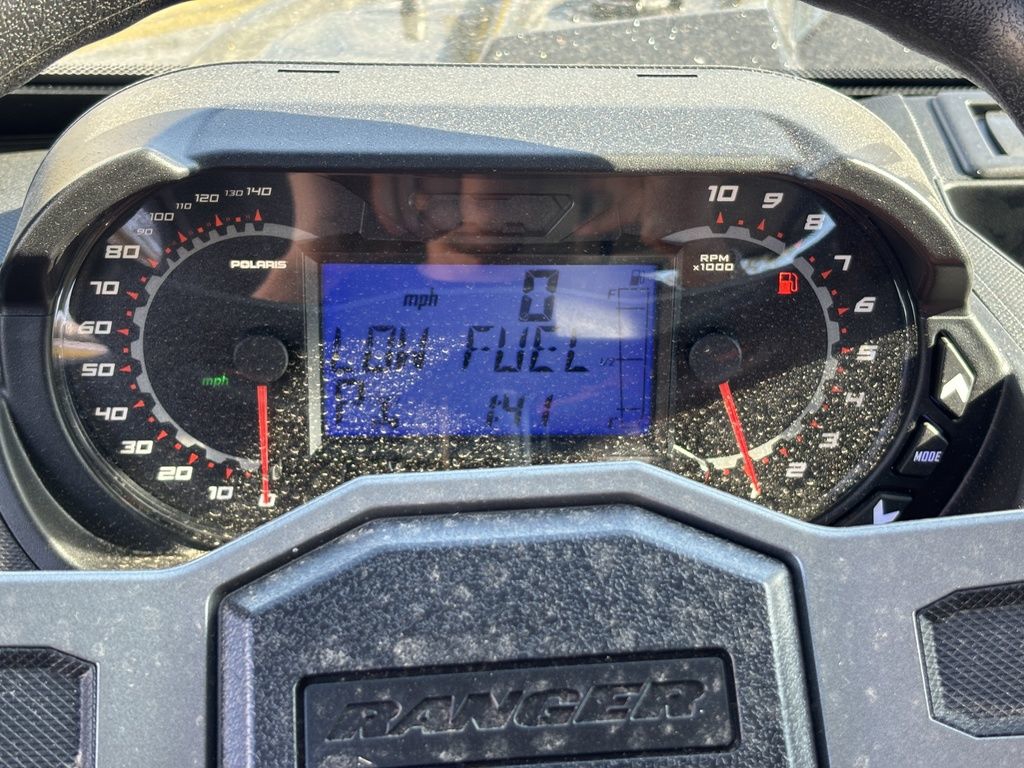 0 10 20 30 40 50 60 70 80 90 100 110 120 130 140
POLARIS
mph
mph 0
F
LOW FUEL
1/2
141
RPM
x1000
2 3 4 5 6 7 8 9 10
MODE
RANGER